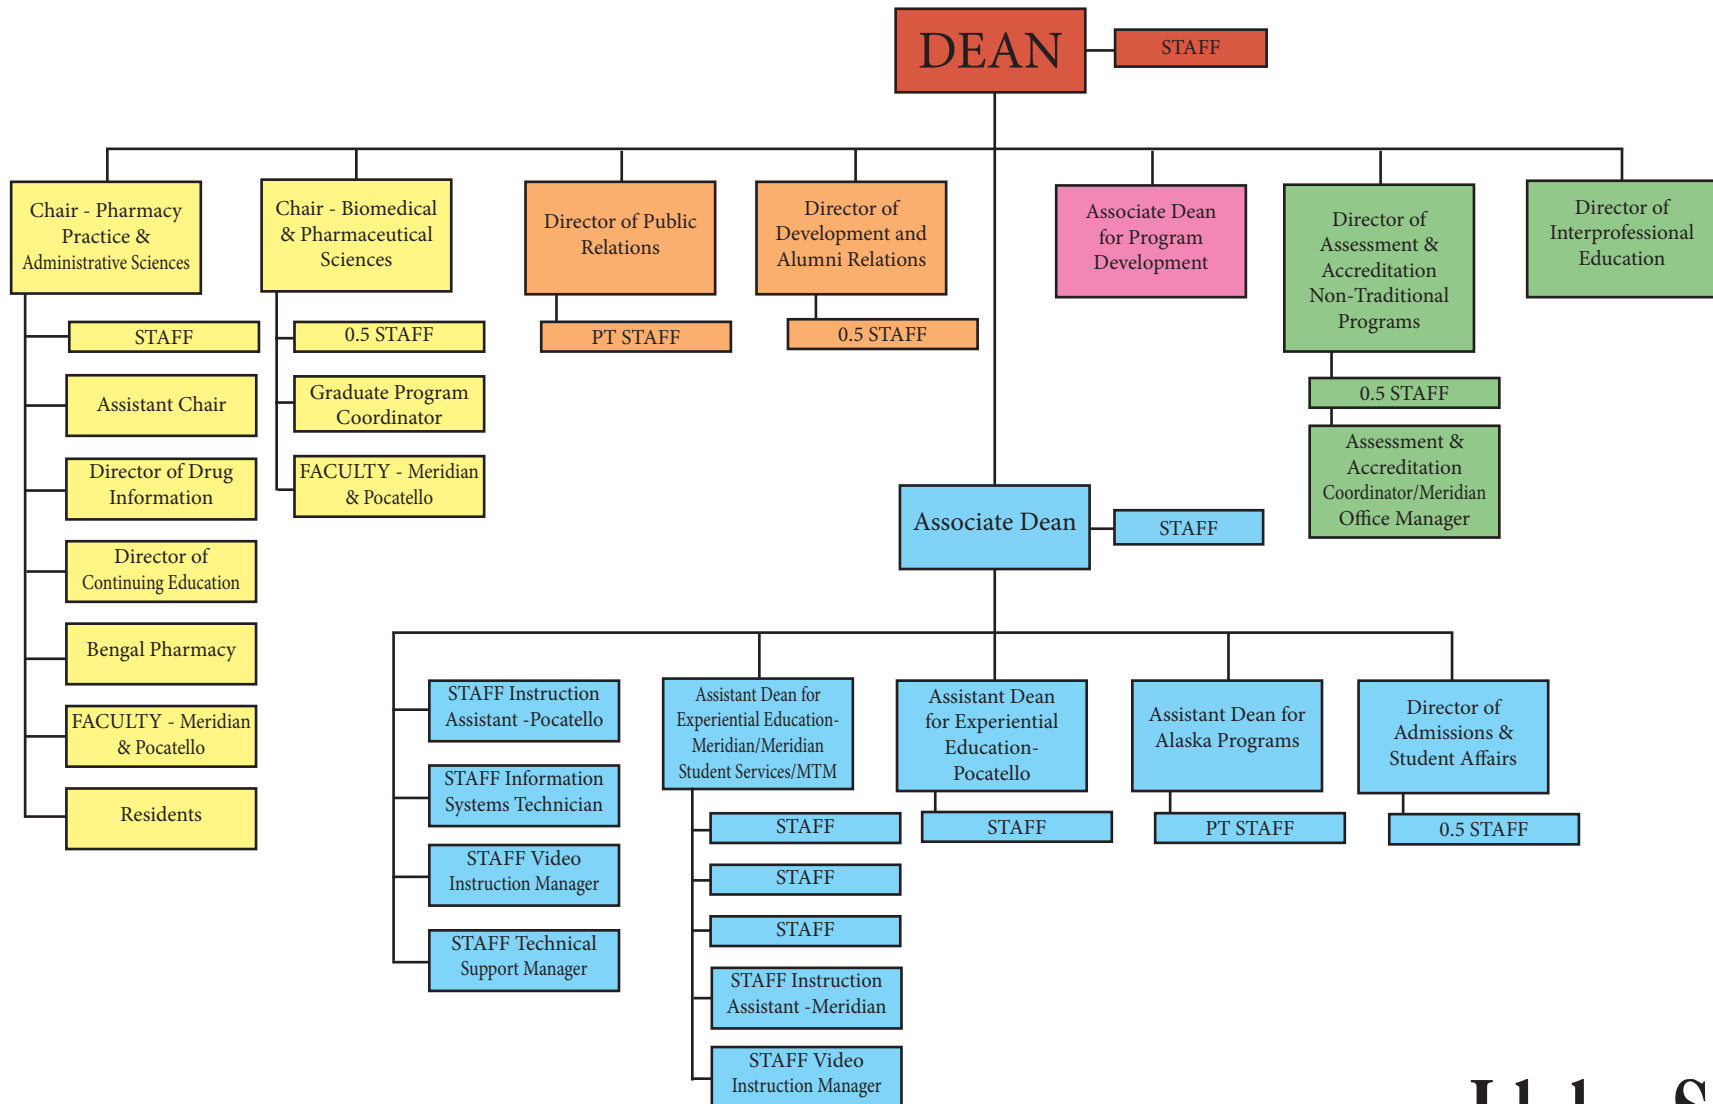 DEAN
STAFF
Chair - Pharmacy
Practice &
Administrative Sciences
Chair - Biomedical
& Pharmaceutical
Sciences
Director of Public
Relations
Director of
Development and
Alumni Relations
Associate Dean
for Program
Development
Director of
Assessment &
Accreditation
Non-Traditional
Programs
Director of
Interprofessional
Education
STAFF
Assistant Chair
Director of Drug
Information
Director of
Continuing Education
Bengal Pharmacy
FACULTY - Meridian
& Pocatello
Residents
0.5 STAFF
Graduate Program
Coordinator
FACULTY - Meridian
& Pocatello
PT STAFF
0.5 STAFF
0.5 STAFF
Assessment &
Accreditation
Coordinator/Meridian
Office Manager
Associate Dean
STAFF
STAFF Instruction
Assistant -Pocatello
STAFF Information
Systems Technician
STAFF Video
Instruction Manager
STAFF Technical
Support Manager
Assistant Dean for
Experiential Education-
Meridian/Meridian
Student Services/MTM
STAFF
STAFF
STAFF
STAFF Instruction
Assistant -Meridian
STAFF Video
Instruction Manager
Assistant Dean
for Experiential
Education-
Pocatello
STAFF
Assistant Dean for
Alaska Programs
PT STAFF
Director of
Admissions &
Student Affairs
0.5 STAFF